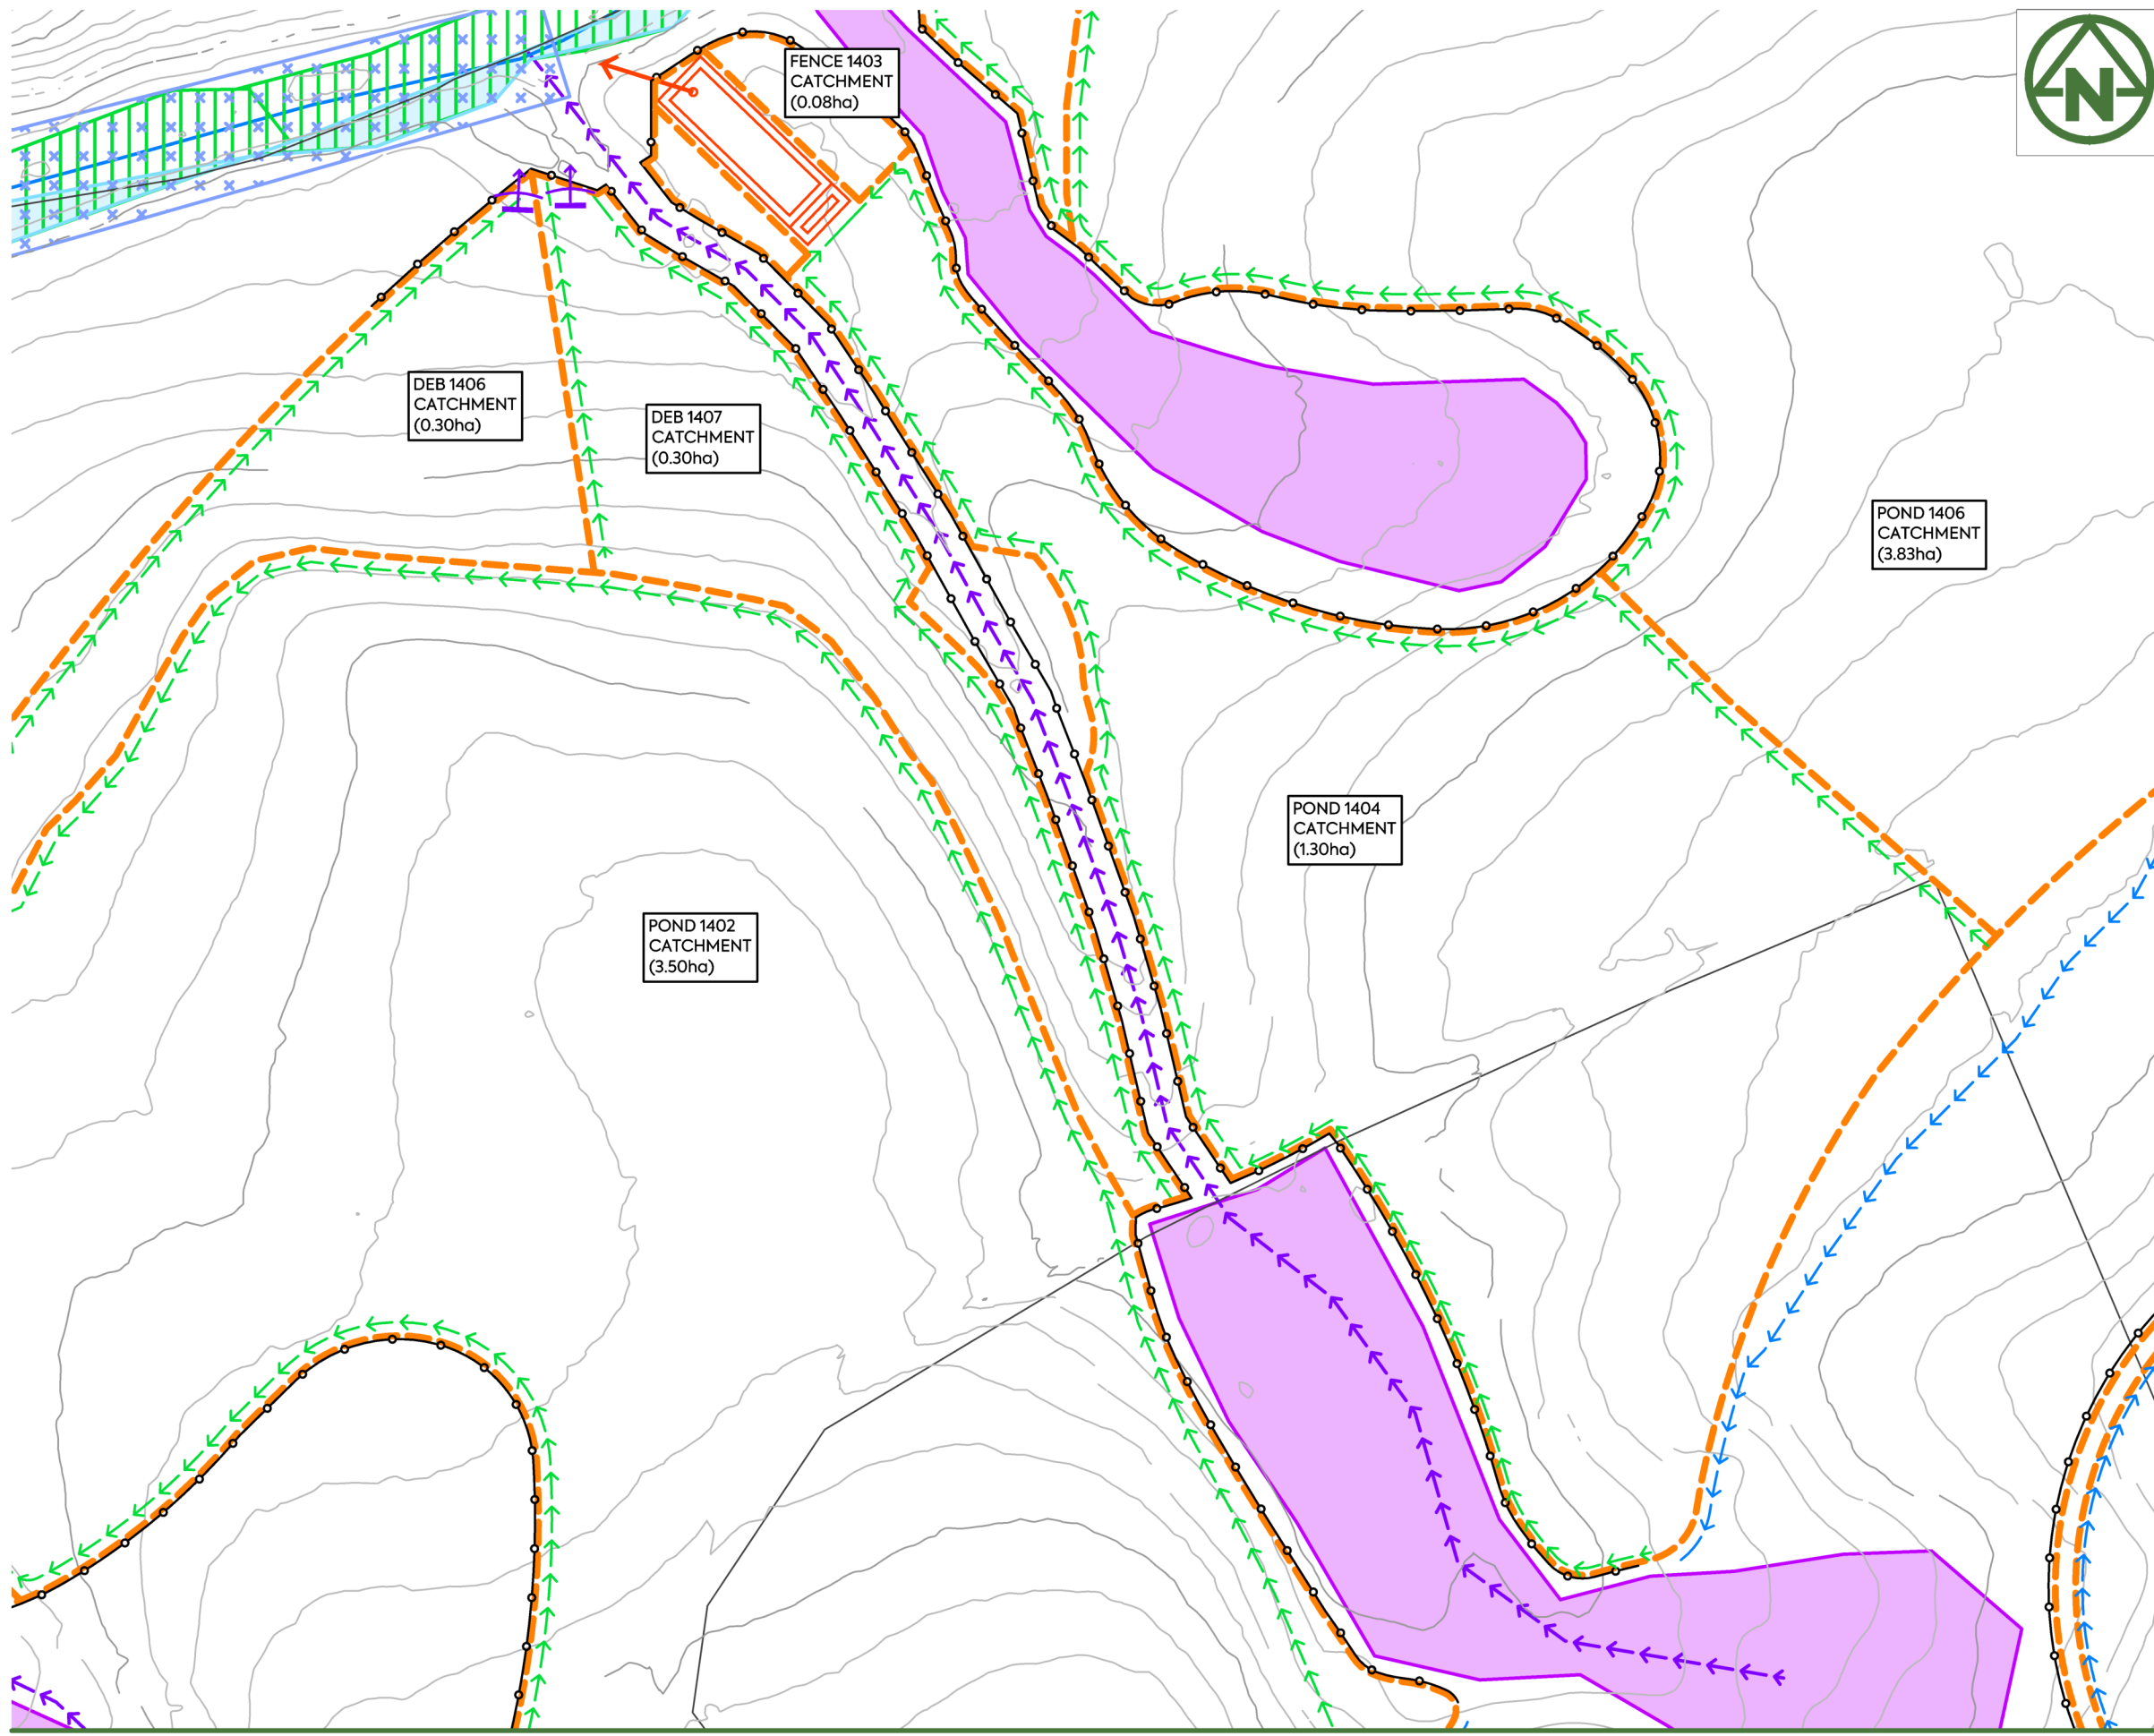 FENCE 1403
CATCHMENT
(0.08ha)
N
DEB 1406
CATCHMENT
(0.30ha)
DEB 1407
CATCHMENT
(0.30ha)
POND 1406
CATCHMENT
(3.83ha)
POND 1404
CATCHMENT
(1.30ha)
POND 1402
CATCHMENT
(3.50ha)